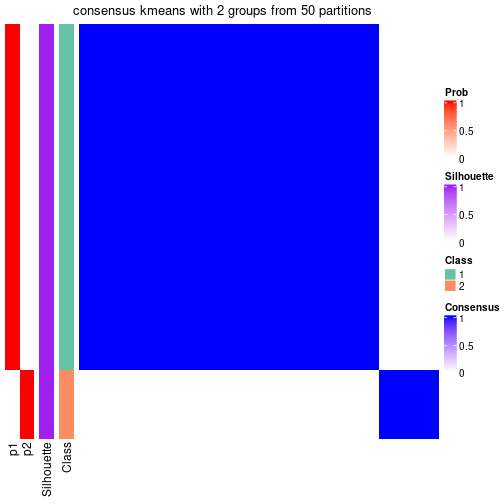 consensus kmeans with 2 groups from 50 partitions
Prob
1
0.5
0
Silhouette
1
0.5
0
Class
1
2
Consensus
1
0.5
0
p1
p2
Silhouette
Class